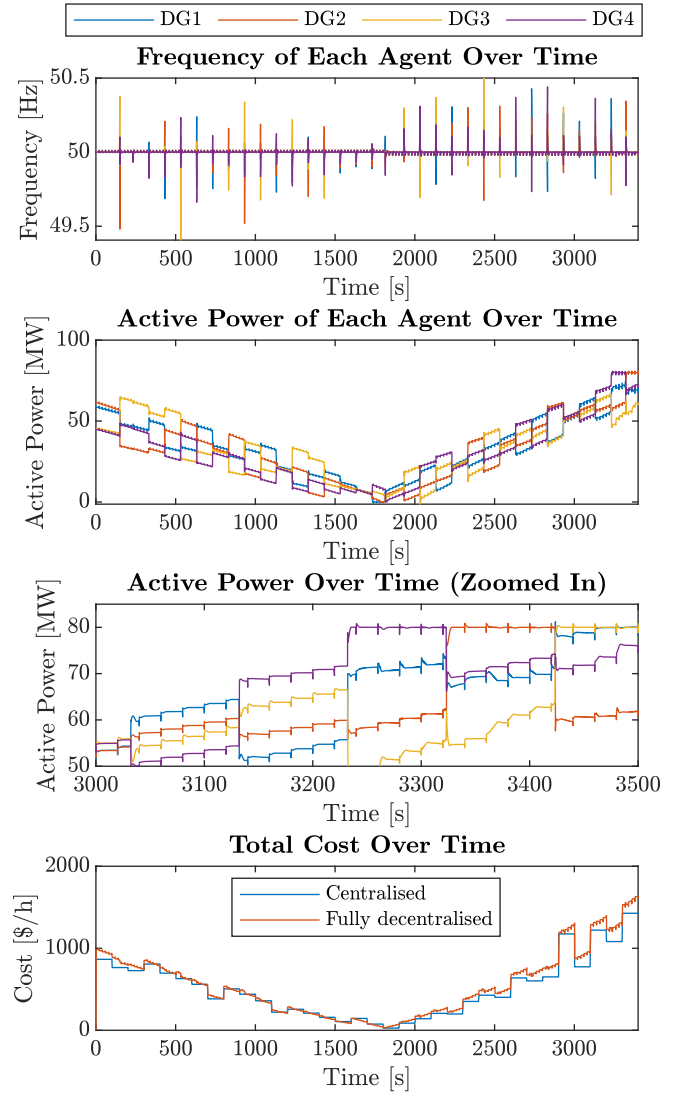 DG1 DG2 DG3 DG4
Frequency of Each Agent Over Time
Frequency [Hz]
50.5
50
49.5
0 500 1000 1500 2000 2500 3000
Time [s]
Active Power of Each Agent Over Time
Active Power [MW]
100
50
0
0 500 1000 1500 2000 2500 3000
Time [s]
Active Power Over Time (Zoomed In)
Active Power [MW]
80
70
60
50
3000 3100 3200 3300 3400 3500
Time [s]
Total Cost Over Time
Cost [$/h]
2000
1000
0
Centralised
Fully decentralised
0 500 1000 1500 2000 2500 3000
Time [s]